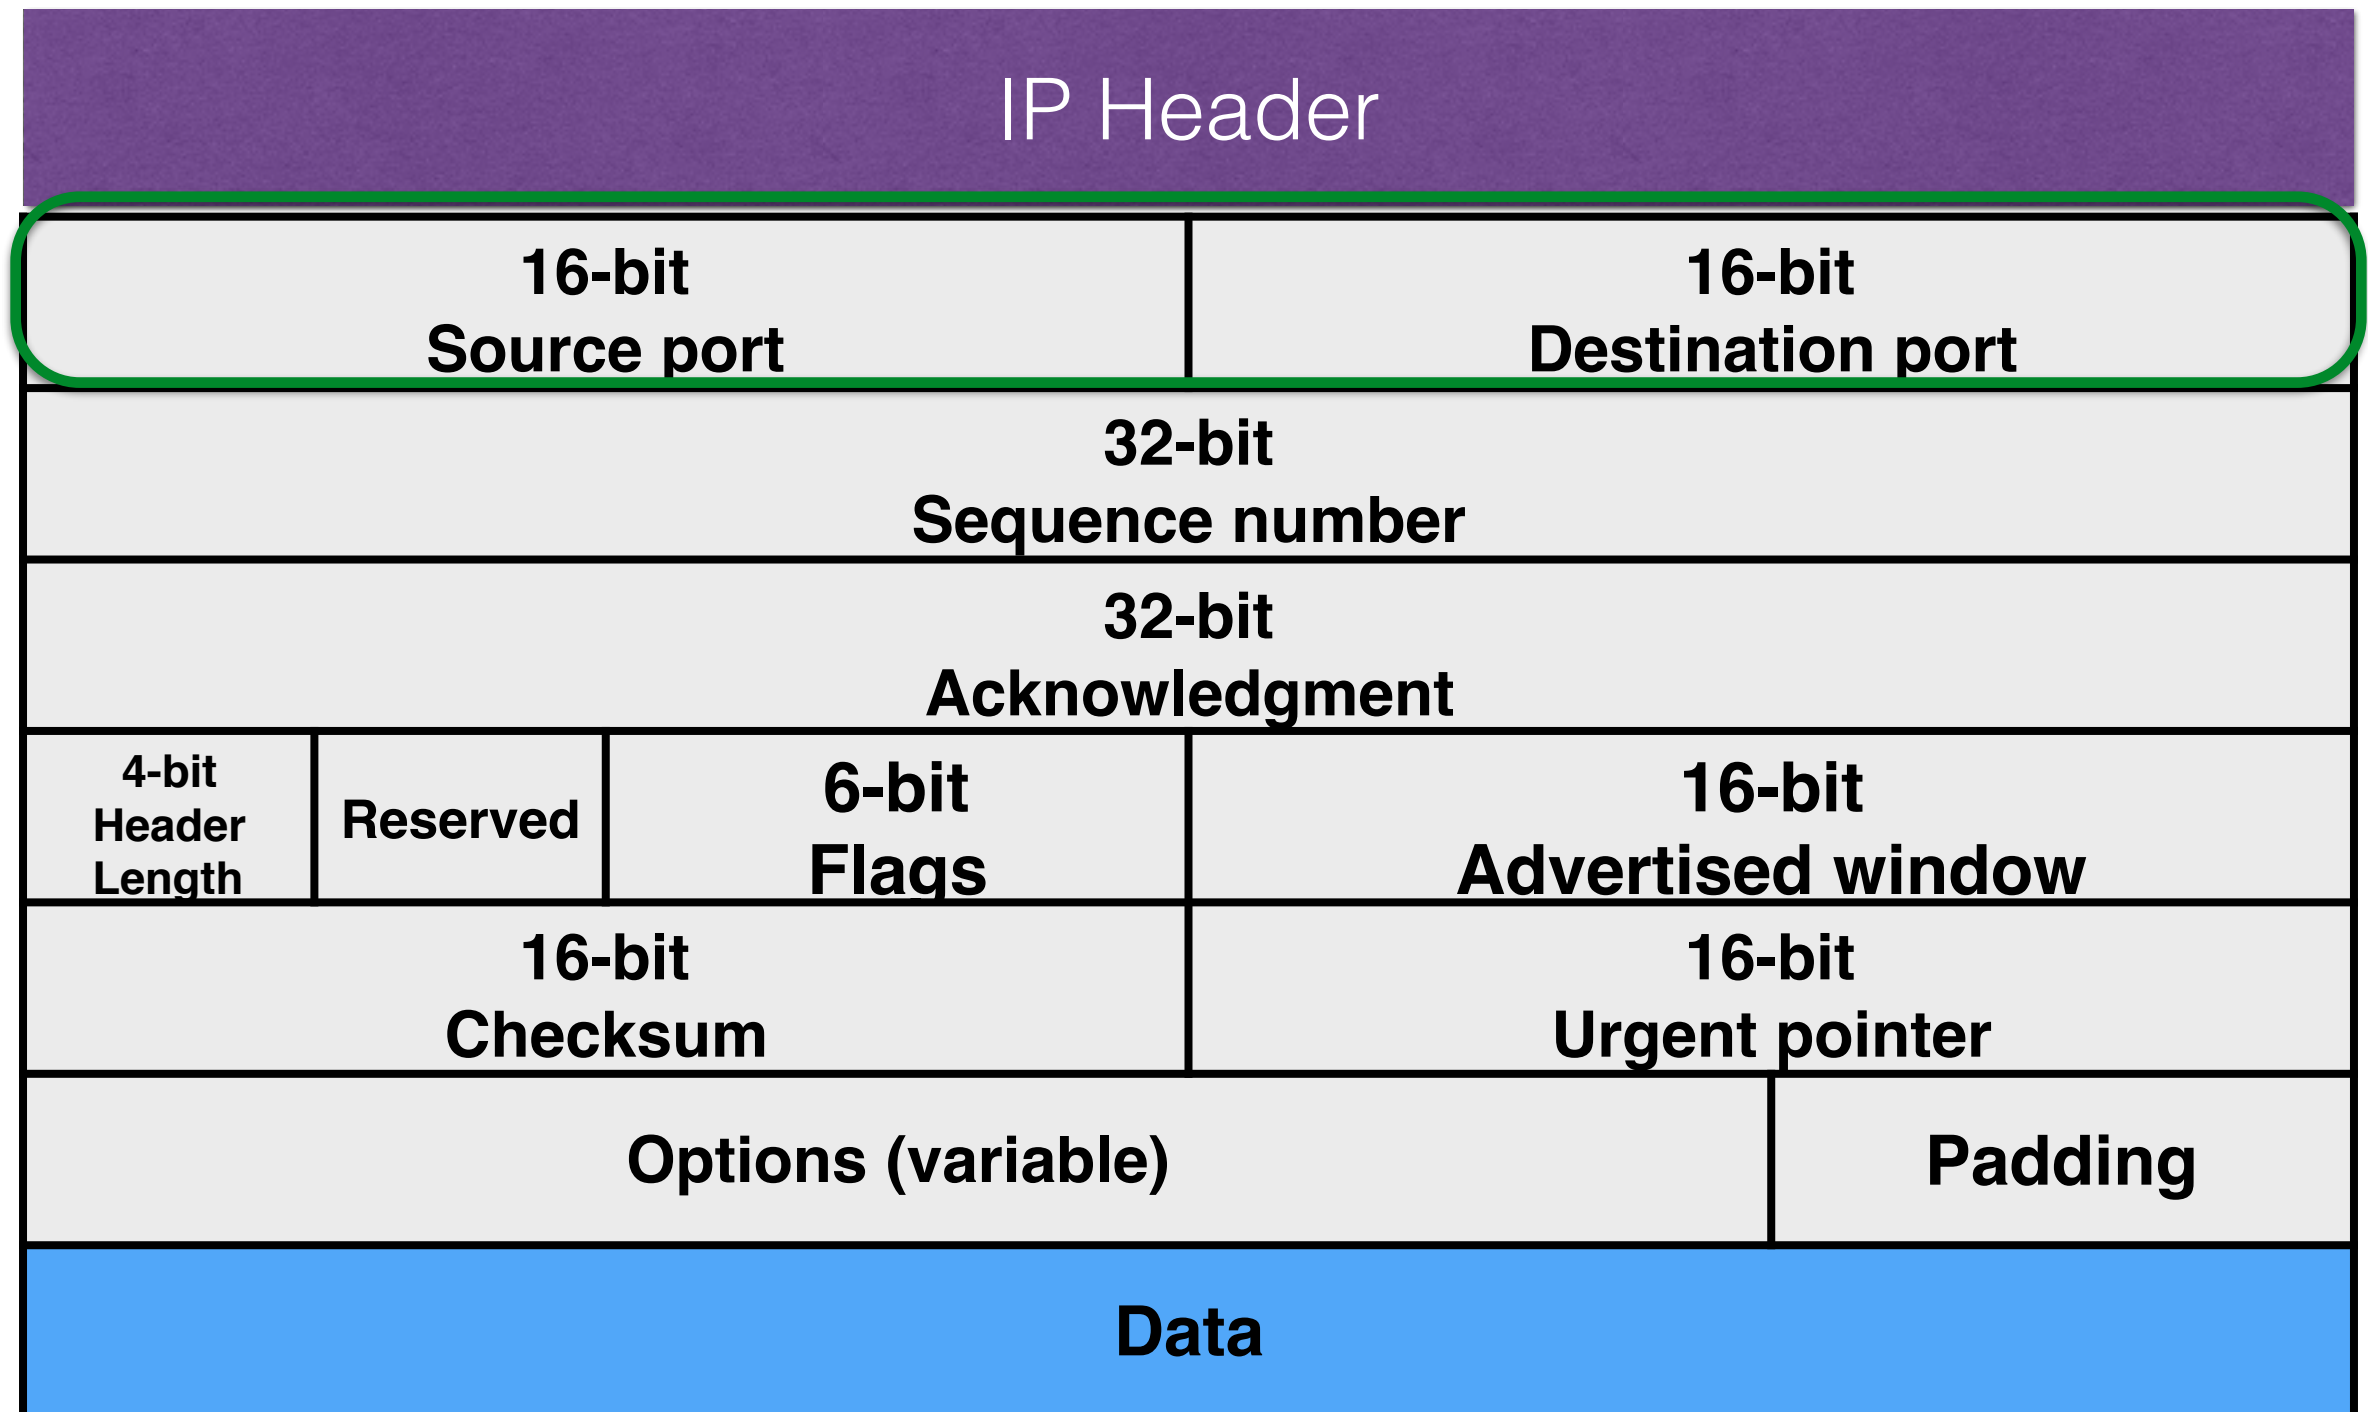 IP Header
16-bit
Source port
16-bit
Destination port
32-bit
Sequence number
32-bit
Acknowledgment
4-bit
Header
Length
Reserved
6-bit
Flags
16-bit
Advertised window
16-bit
Checksum
16-bit
Urgent pointer
Options (variable)
Padding
Data